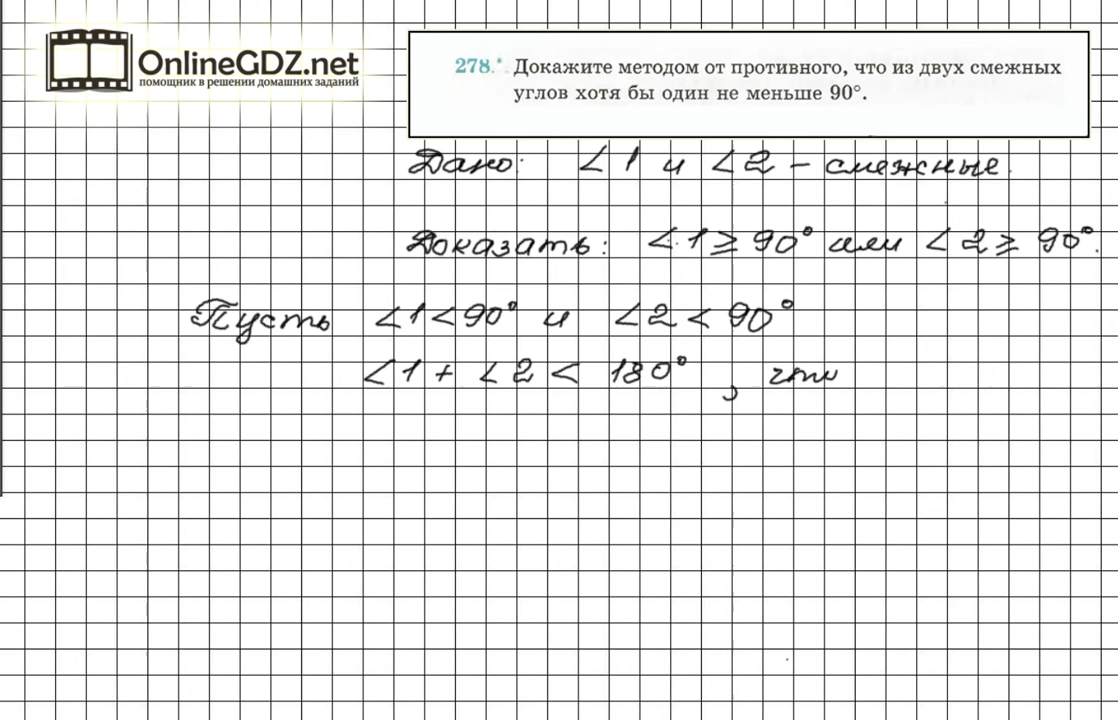 OnlineGDZ.net
помощник в решении домашних заданий
278.* Докажите методом от противного, что из двух смежных
углов хотя бы один не меньше 90°.
Дано: ∠1 и ∠2 – смежные.
Доказать: ∠1 ≥ 90° или ∠2 ≥ 90°.
Пусть ∠1 < 90° и ∠2 < 90°
∠1 + ∠2 < 180°, что